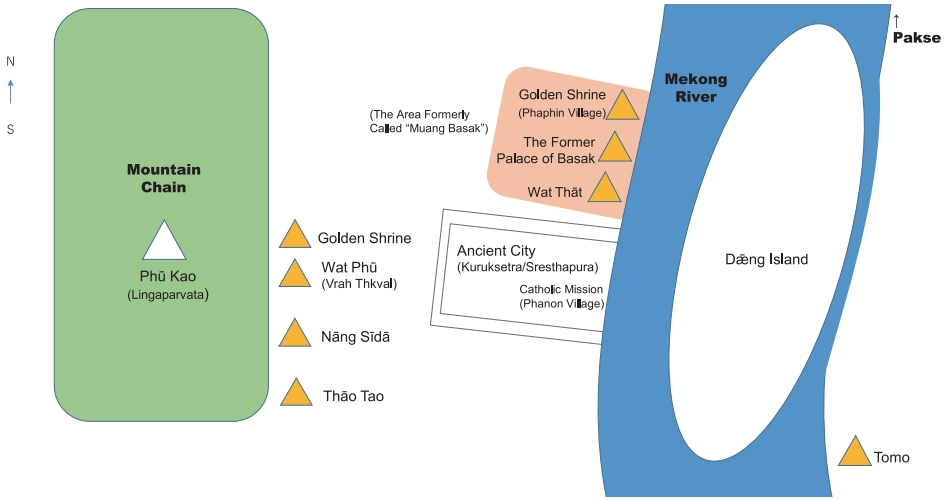 N
S
Mountain
Chain
Phū Kao
(Lingaparvata)
Golden Shrine
Wat Phū
(Vrah Thkval)
Nāng Sīdā
Thāo Tao
(The Area Formerly
Called “Muang Basak”)
Golden Shrine
(Phaphin Village)
The Former
Palace of Basak
Wat Thāt
Ancient City
(Kuruksetra/Sresthapura)
Catholic Mission
(Phanon Village)
Mekong
River
↑
Pakse
Dǣng Island
Tomo